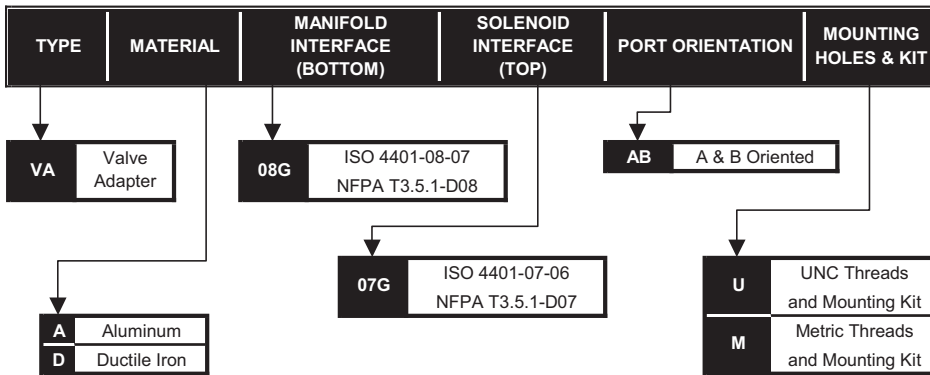 TYPE
MATERIAL
MANIFOLD
INTERFACE
(BOTTOM)
SOLENOID
INTERFACE
(TOP)
PORT ORIENTATION
MOUNTING
HOLES & KIT
VA
Valve
Adapter
08G
ISO 4401-08-07
NFPA T3.5.1-D08
AB
A & B Oriented
07G
ISO 4401-07-06
NFPA T3.5.1-D07
U
UNC Threads
and Mounting Kit
M
Metric Threads
and Mounting Kit
A
Aluminum
D
Ductile Iron